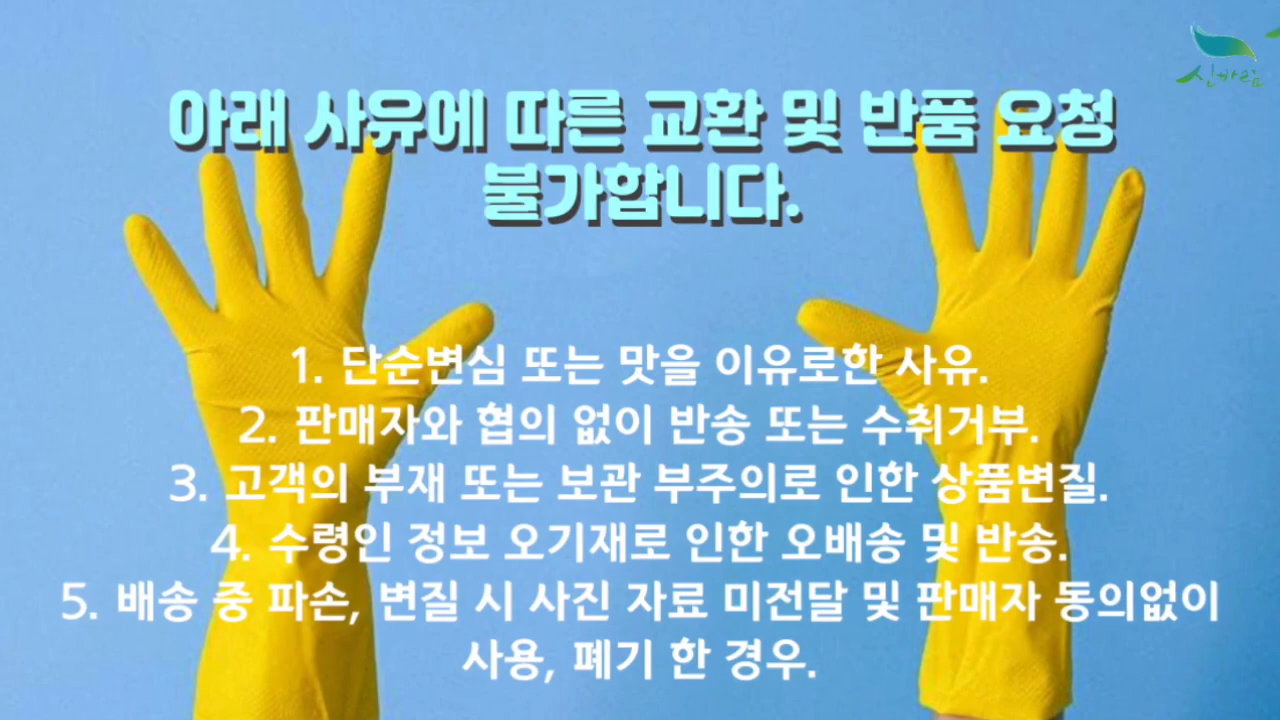 신바람
아래 사유에 따른 교환 및 반품 요청
불가합니다.
1. 단순변심 또는 맛을 이유로한 사유.
2. 판매자와 협의 없이 반송 또는 수취거부.
3. 고객의 부재 또는 보관 부주의로 인한 상품변질.
4. 수령인 정보 오기재로 인한 오배송 및 반송.
5. 배송 중 파손, 변질 시 사진 자료 미전달 및 판매자 동의없이
사용, 폐기 한 경우.